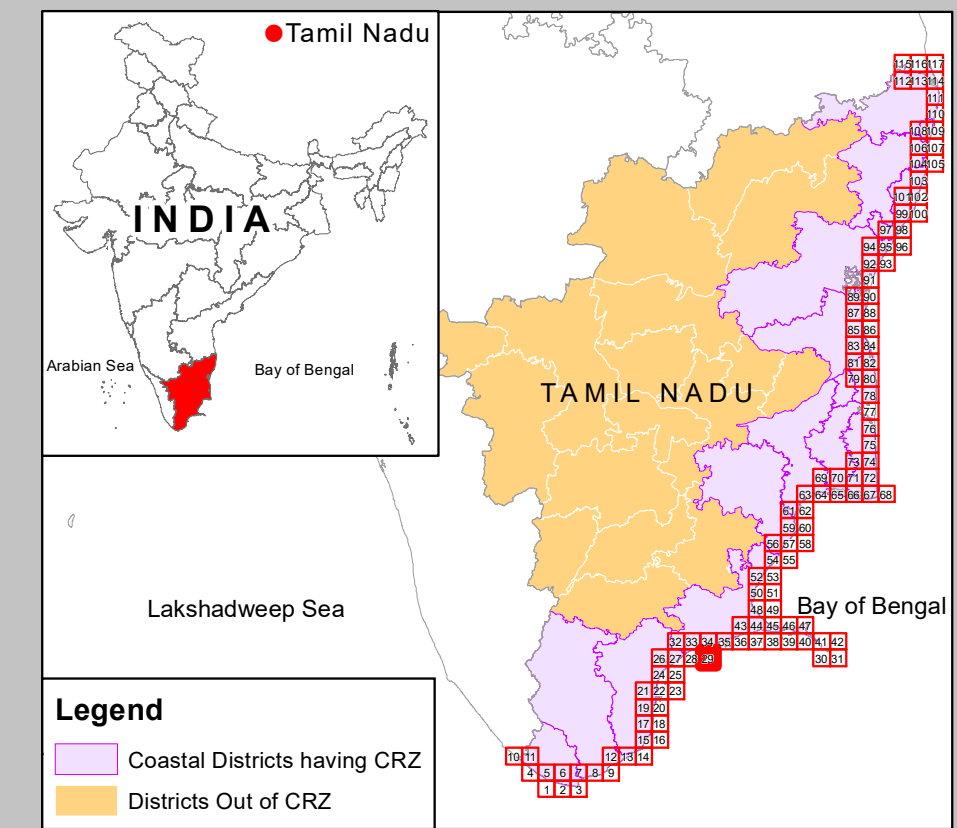 Tamil Nadu
INDIA
Arabian Sea
Bay of Bengal
TAMIL NADU
Lakshadweep Sea
Bay of Bengal
115 116 117
112 113 114
111
110
108 109
106 107
104 105
103
101 102
99 100
97 98
94 95 96
92 93
91
89 90
87 88
85 86
83 84
81 82
79 80
78
77
76
75
73 74
69 70 71 72
63 64 65 66 67 68
61 62
59 60
56 57 58
54 55
52 53
50 51
48 49
43 44 45 46 47
32 33 34 35 36 37 38 39 40 41 42
26 27 28 29 30 31
24 25
21 22 23
19 20
17 18
15 16
10 11 12 13 14
4 5 6 7 8 9
1 2 3
Legend
Coastal Districts having CRZ
Districts Out of CRZ